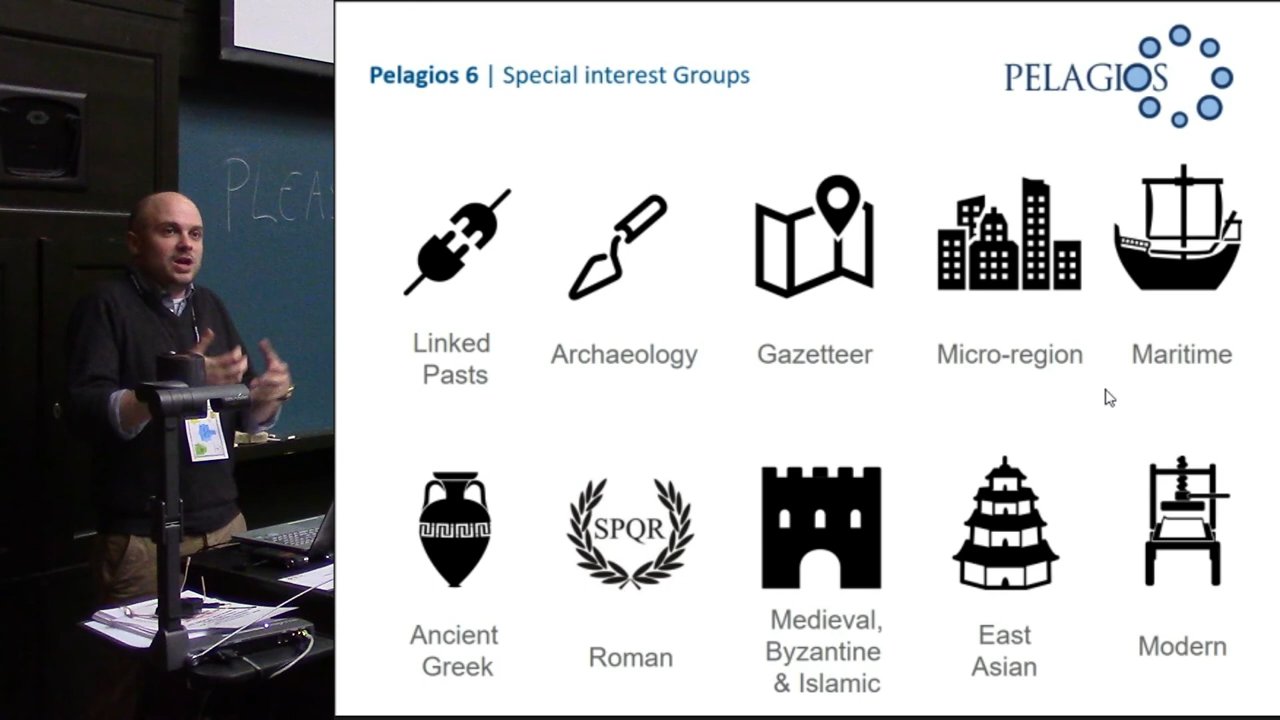 PLEAS
Pelagios 6 | Special interest Groups
PELAGIOS
Linked
Pasts
Archaeology
Gazetteer
Micro-region
Maritime
SPQR
Ancient
Greek
Roman
Medieval,
Byzantine
& Islamic
East
Asian
Modern